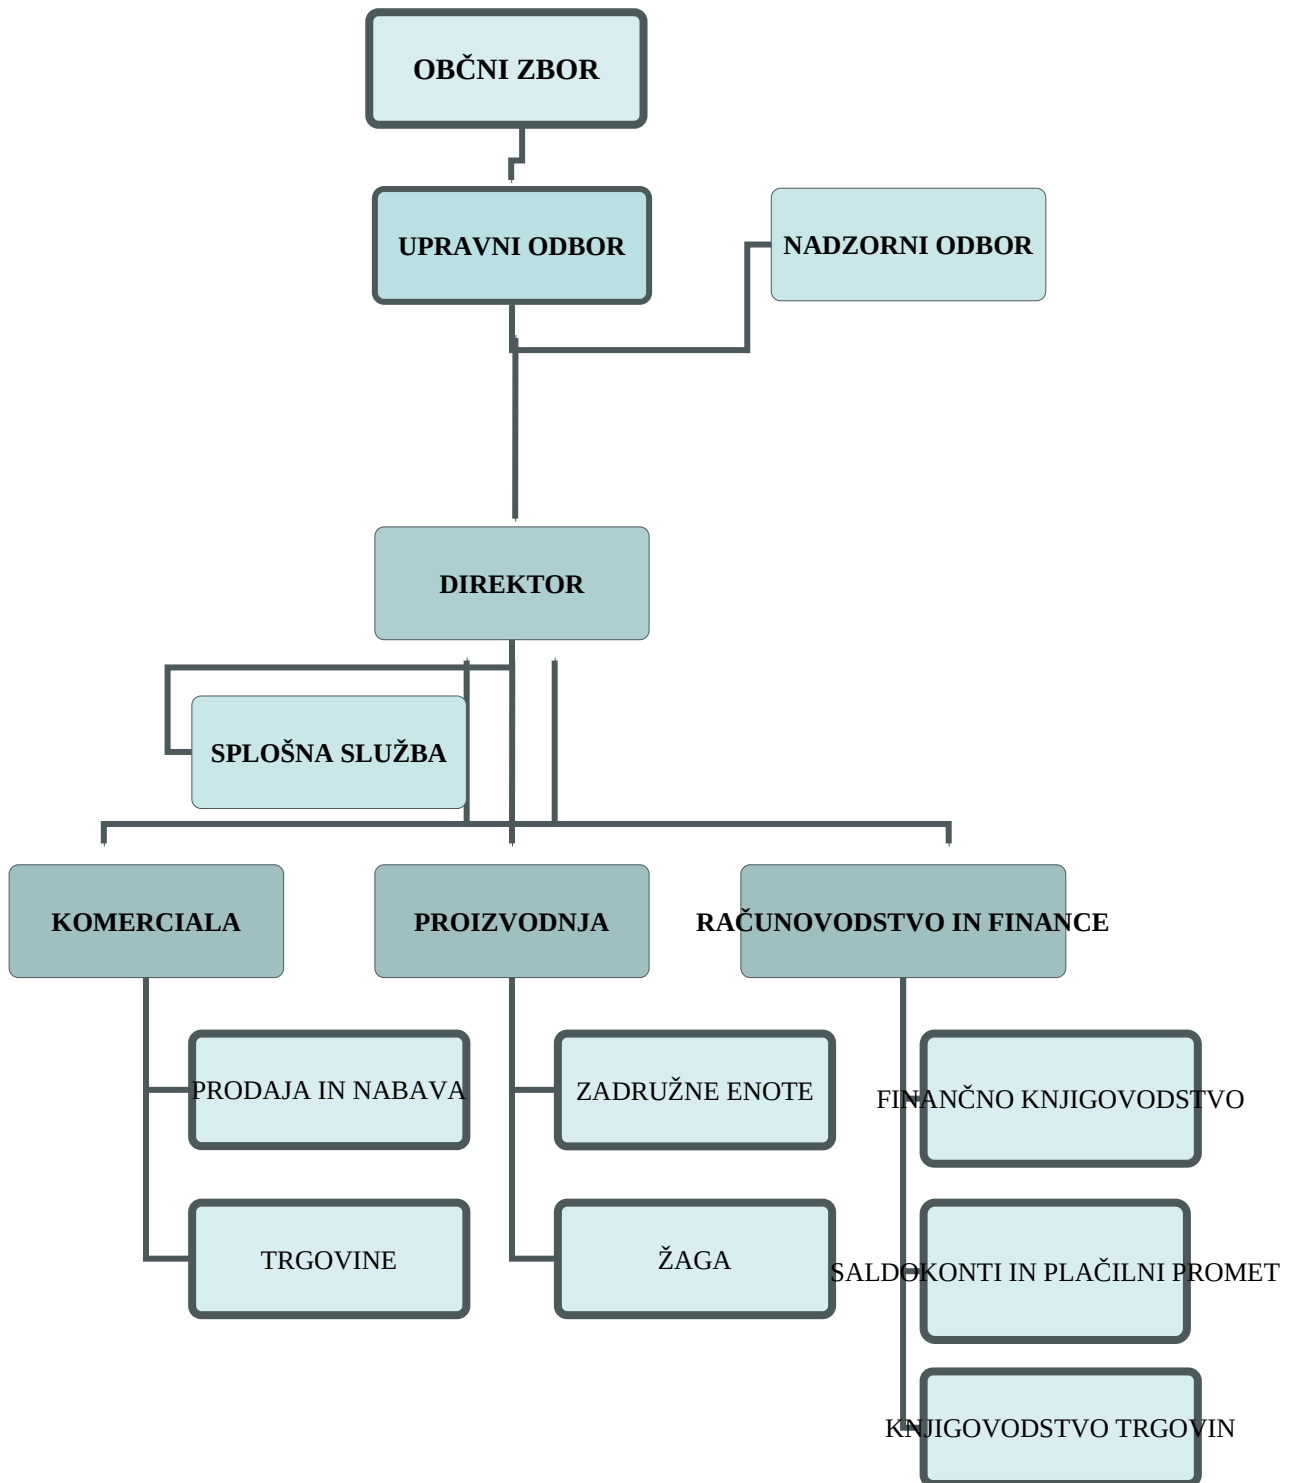 OBČNI ZBOR
UPRAVNI ODBOR
NADZORNI ODBOR
DIREKTOR
SPLOŠNA SLUŽBA
KOMERCIALA
PROIZVODNJA
RAČUNOVODSTVO IN FINANCE
PRODAJA IN NABAVA
ZADRUŽNE ENOTE
FINANČNO KNJIGOVODSTVO
TRGOVINE
ŽAGA
SALDOKONTI IN PLAČILNI PROMET
KNJIGOVODSTVO TRGOVIN